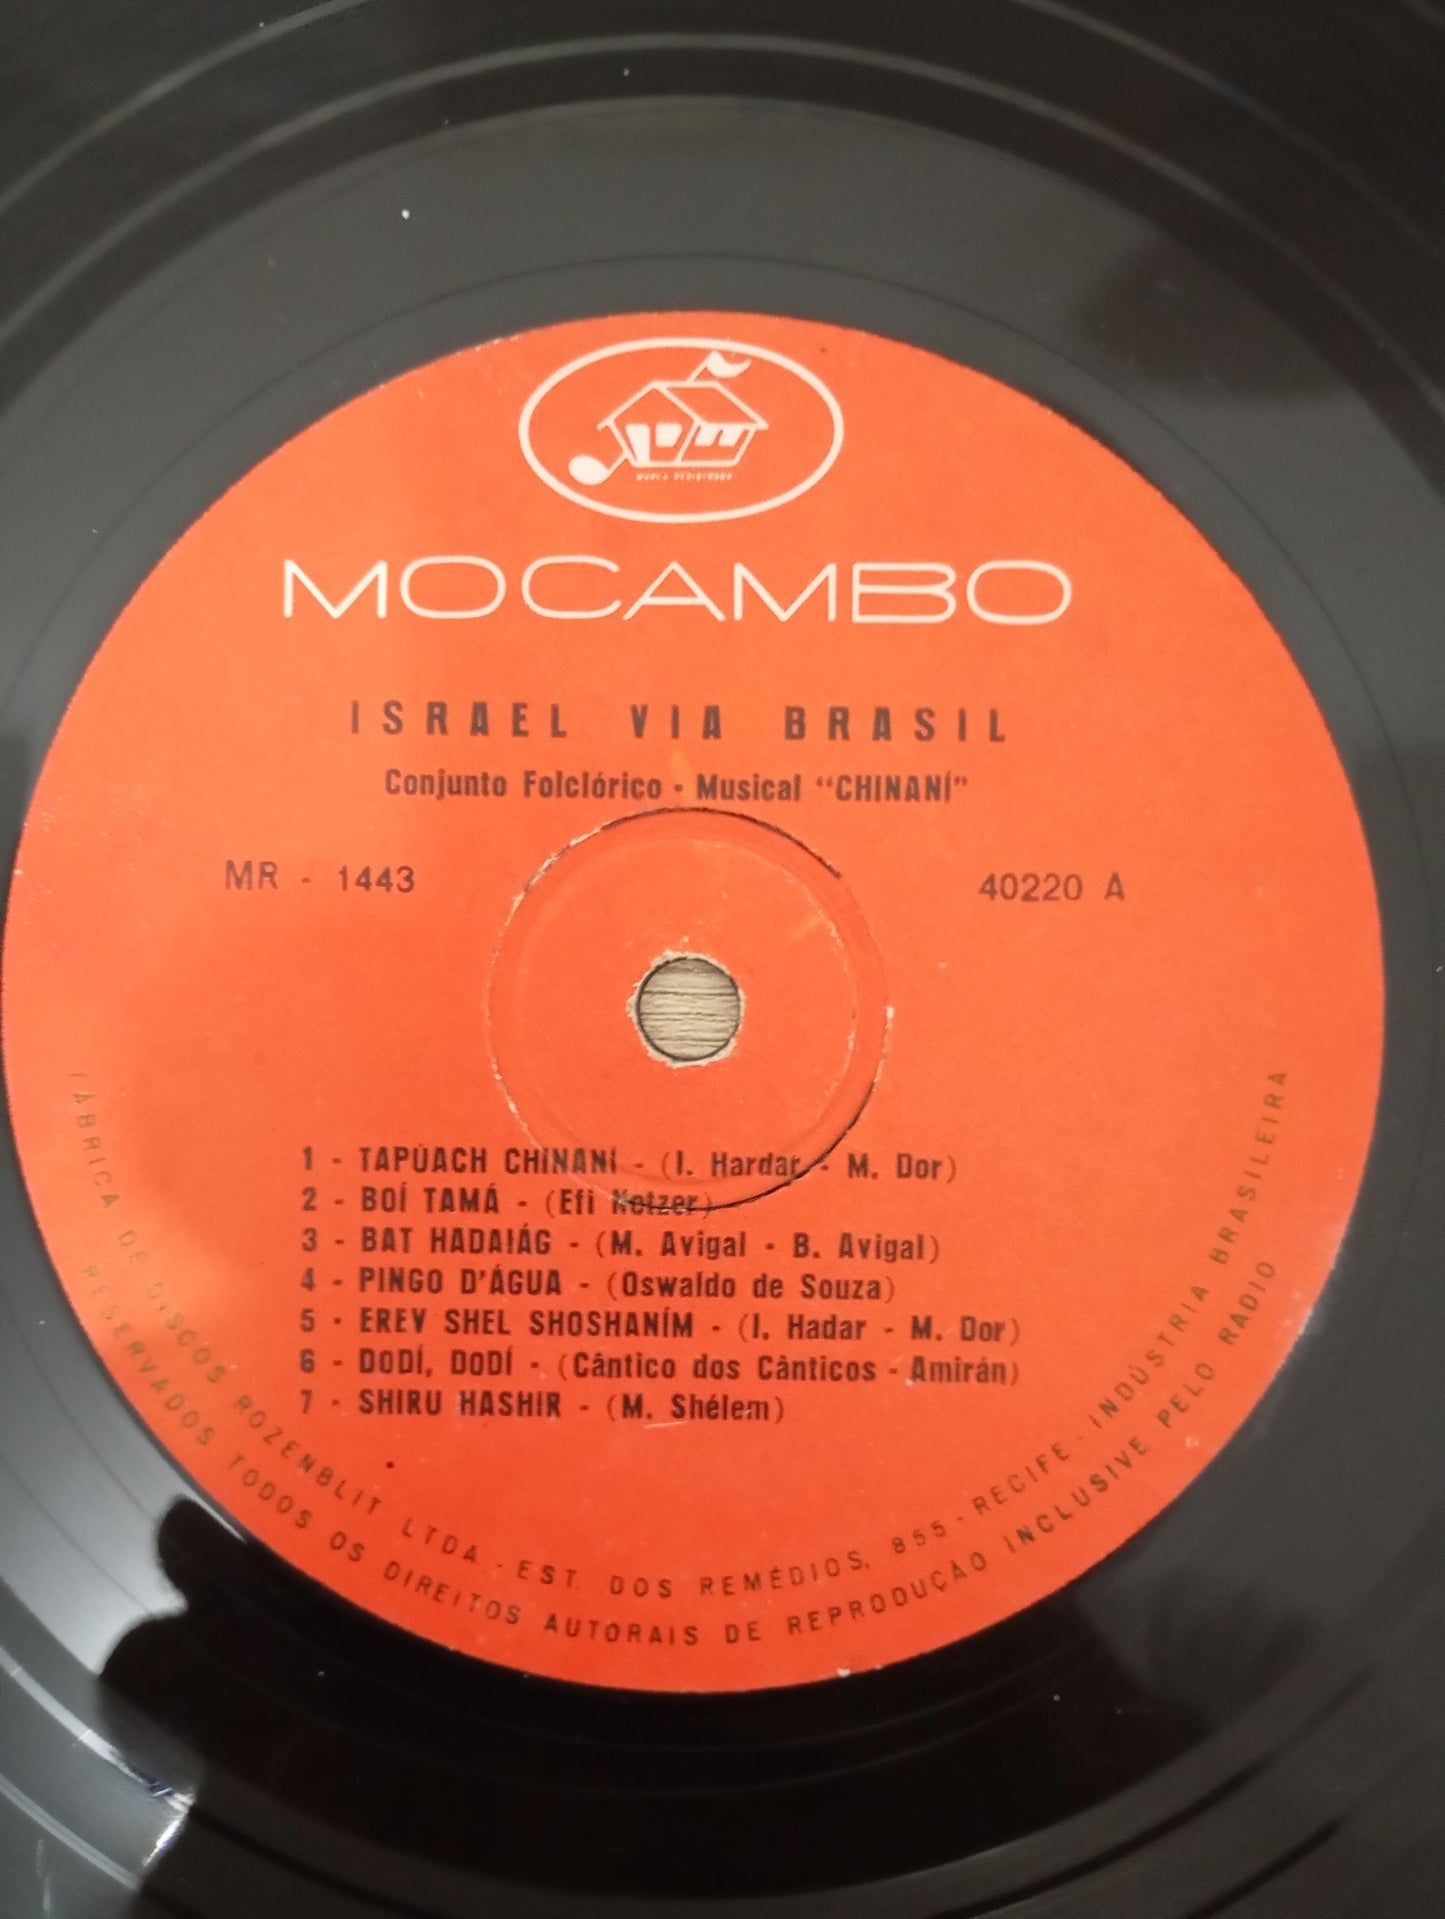 MARCA REGISTRADA
MOCAMBO
ISRAEL VIA BRASIL
Conjunto Folclórico - Musical "CHINANÍ"
MR - 1443
40220 A
1 - TAPÚACH CHINANÍ - (I. Hardar - M. Dor)
2 - BOÍ TAMÁ - (Efi Netzer)
3 - BAT HADAIÁG - (M. Avigal - B. Avigal)
4 - PINGO D'ÁGUA - (Oswaldo de Souza)
5 - EREV SHEL SHOSHANÍM - (I. Hadar - M. Dor)
6 - DODÍ, DODÍ - (Cântico dos Cânticos - Amirán)
7 - SHIRU HASHIR - (M. Shélem)
FÁBRICA DE DISCOS ROZENBLIT LTDA. - EST. DOS REMÉDIOS, 855 - RECIFE - INDÚSTRIA BRASILEIRA
RESERVADOS TODOS OS DIREITOS AUTORAIS DE REPRODUÇÃO INCLUSIVE PELO RÁDIO